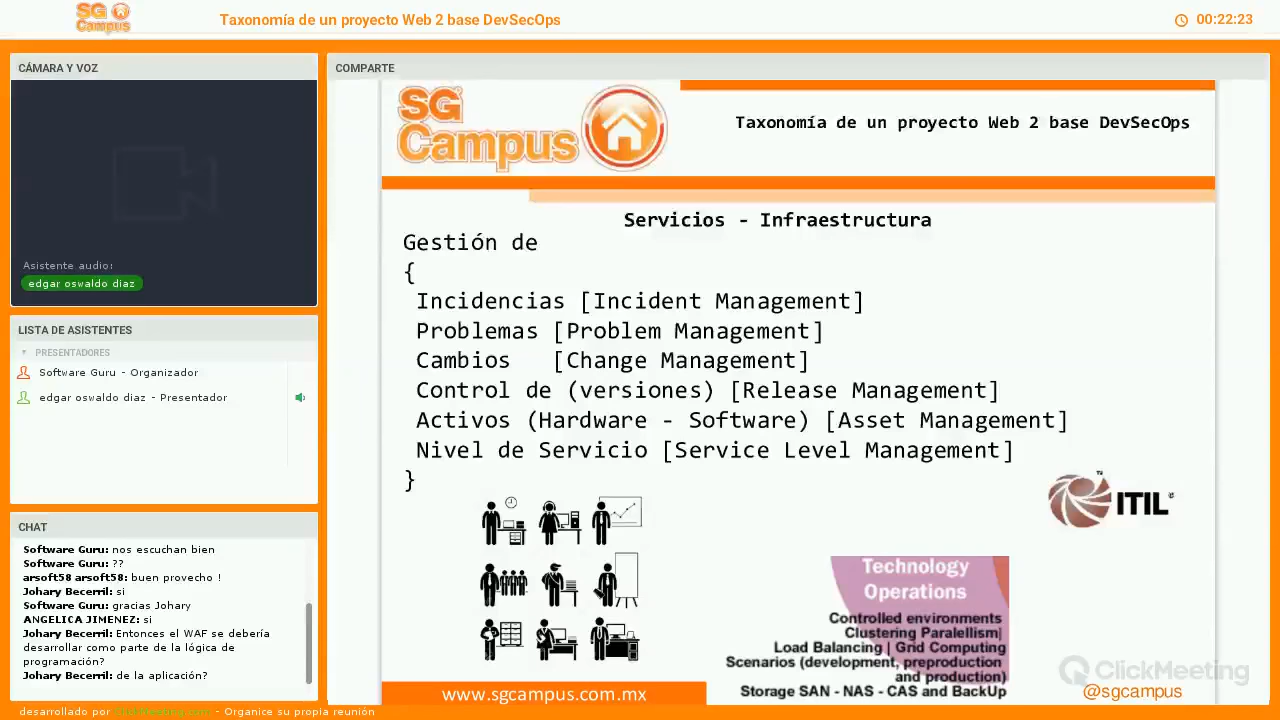 SG Campus
Taxonomía de un proyecto Web 2 base DevSecOps
00:22:23
CÁMARA Y VOZ
Asistente audio:
edgar oswaldo diaz
LISTA DE ASISTENTES
PRESENTADORES
Software Guru - Organizador
edgar oswaldo diaz - Presentador
CHAT
Software Guru: nos escuchan bien
Software Guru: ??
arsoft58 arsoft58: buen provecho !
Johary Becerril: si
Software Guru: gracias Johary
ANGELICA JIMENEZ: si
Johary Becerril: Entonces el WAF se debería
desarrollar como parte de la lógica de
programación?
Johary Becerril: de la aplicación?
COMPARTE
SG
Campus
Taxonomía de un proyecto Web 2 base DevSecOps
Servicios - Infraestructura
Gestión de
{
Incidencias [Incident Management]
Problemas [Problem Management]
Cambios [Change Management]
Control de (versiones) [Release Management]
Activos (Hardware - Software) [Asset Management]
Nivel de Servicio [Service Level Management]
}
ITIL®
Technology
Operations
Controlled environments
Clustering Paralellism|
Load Balancing | Grid Computing
Scenarios (development, preproduction
and production)
Storage SAN - NAS - CAS and BackUp
ClickMeeting
www.sgcampus.com.mx
@sgcampus
desarrollado por ClickMeeting.com - Organice su propia reunión